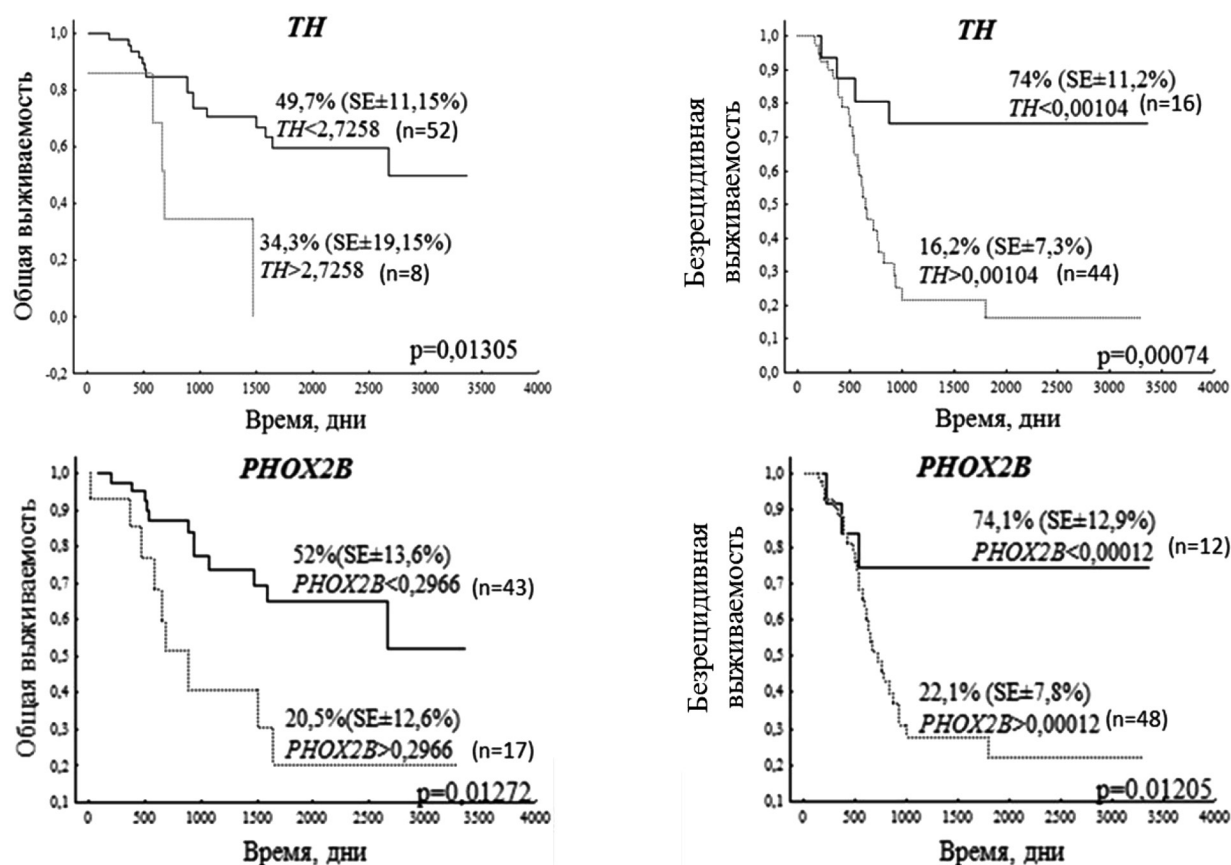 TH
Общая выживаемость
1,0
0,8
0,6
0,4
0,2
0,0
-0,2
49,7% (SE±11,15%)
TH<2,7258 (n=52)
34,3% (SE±19,15%)
TH>2,7258 (n=8)
p=0,01305
0 500 1000 1500 2000 2500 3000 3500 4000
Время, дни
TH
Безрецидивная
выживаемость
1,0
0,9
0,8
0,7
0,6
0,5
0,4
0,3
0,2
0,1
0,0
74% (SE±11,2%)
TH<0,00104 (n=16)
16,2% (SE±7,3%)
TH>0,00104 (n=44)
p=0,00074
0 500 1000 1500 2000 2500 3000 3500 4000
Время, дни
PHOX2B
Общая выживаемость
1,0
0,9
0,8
0,7
0,6
0,5
0,4
0,3
0,2
0,1
52%(SE±13,6%)
PHOX2B<0,2966 (n=43)
20,5%(SE±12,6%)
PHOX2B>0,2966 (n=17)
p=0,01272
0 500 1000 1500 2000 2500 3000 3500 4000
Время, дни
PHOX2B
Безрецидивная
выживаемость
1,0
0,9
0,8
0,7
0,6
0,5
0,4
0,3
0,2
0,1
74,1% (SE±12,9%)
PHOX2B<0,00012 (n=12)
22,1% (SE±7,8%)
PHOX2B>0,00012 (n=48)
p=0,01205
0 500 1000 1500 2000 2500 3000 3500 4000
Время, дни